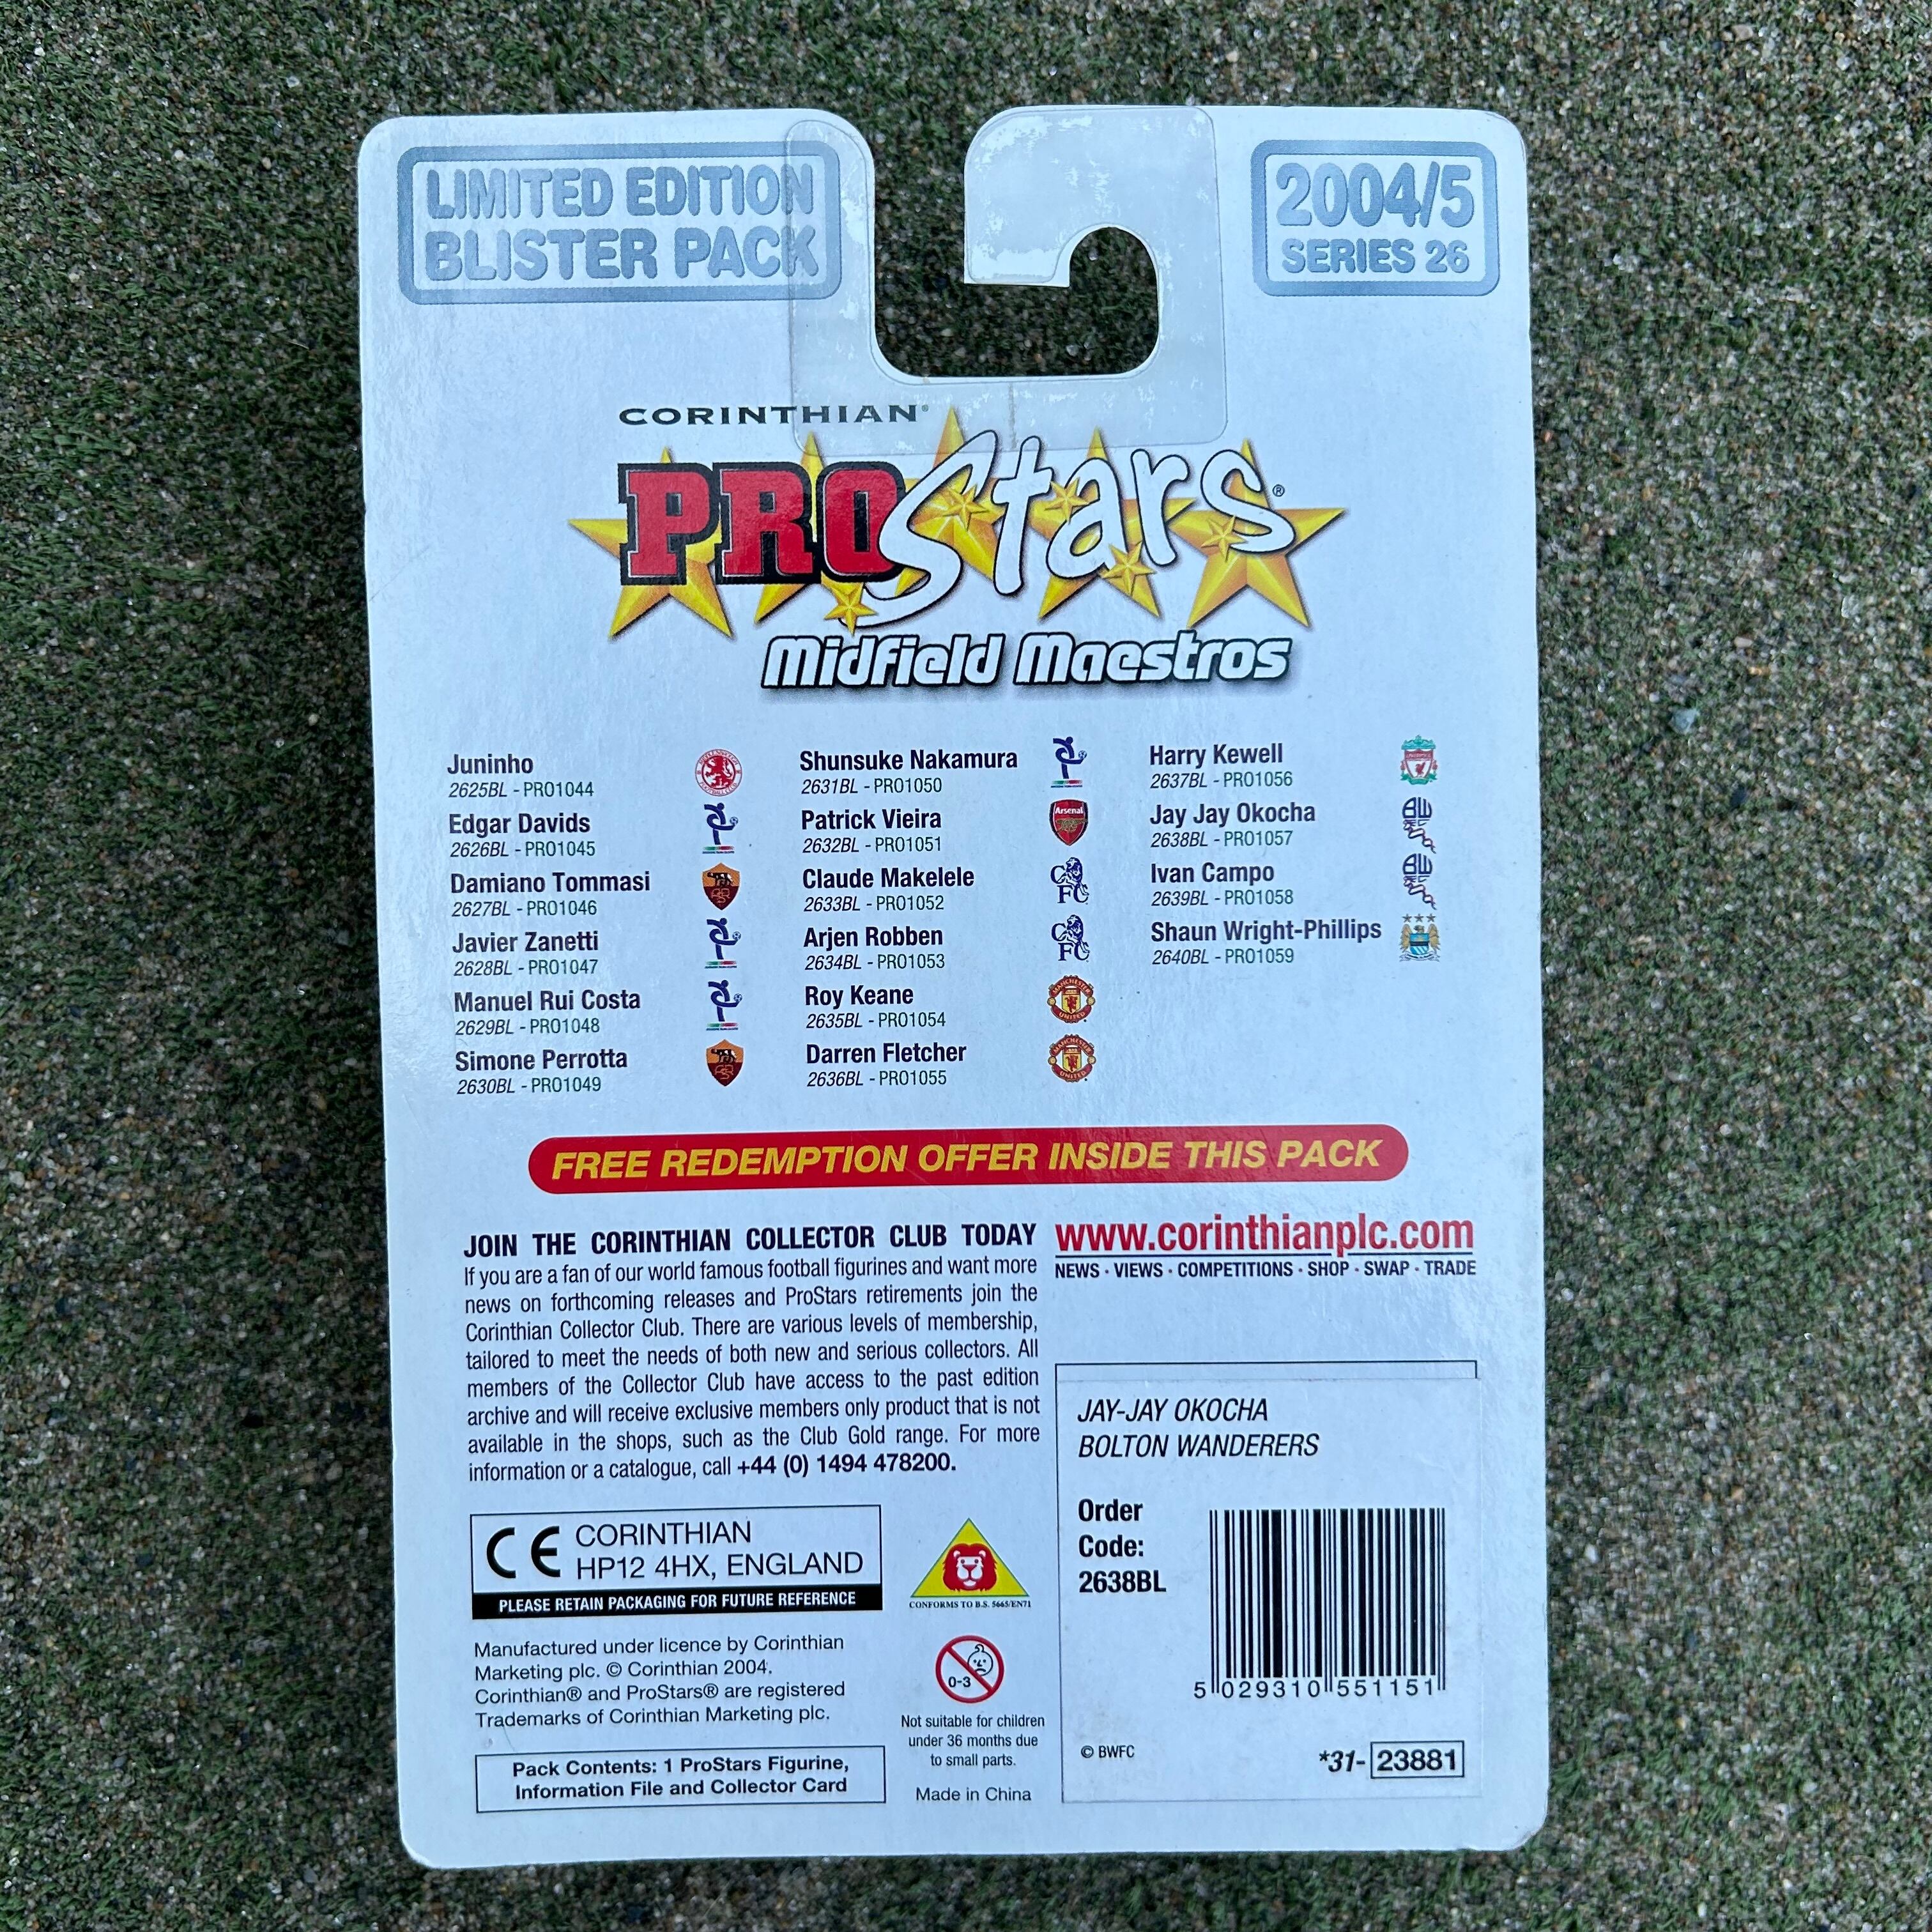 LIMITED EDITION
BLISTER PACK
2004/5
SERIES 26
CORINTHIAN®
PROStars®
Midfield Maestros
Juninho
2625BL - PRO1044
Edgar Davids
2626BL - PRO1045
Damiano Tommasi
2627BL - PRO1046
Javier Zanetti
2628BL - PRO1047
Manuel Rui Costa
2629BL - PRO1048
Simone Perrotta
2630BL - PRO1049
Shunsuke Nakamura
2631BL - PRO1050
Patrick Vieira
2632BL - PRO1051
Arsenal
Claude Makelele
2633BL - PRO1052
CFC
Arjen Robben
2634BL - PRO1053
CFC
Roy Keane
2635BL - PRO1054
MANCHESTER
UNITED
Darren Fletcher
2636BL - PRO1055
MANCHESTER
UNITED
Harry Kewell
2637BL - PRO1056
Jay Jay Okocha
2638BL - PRO1057
Ivan Campo
2639BL - PRO1058
Shaun Wright-Phillips
2640BL - PRO1059
FREE REDEMPTION OFFER INSIDE THIS PACK
JOIN THE CORINTHIAN COLLECTOR CLUB TODAY
If you are a fan of our world famous football figurines and want more
news on forthcoming releases and ProStars retirements join the
Corinthian Collector Club. There are various levels of membership,
tailored to meet the needs of both new and serious collectors. All
members of the Collector Club have access to the past edition
archive and will receive exclusive members only product that is not
available in the shops, such as the Club Gold range. For more
information or a catalogue, call +44 (0) 1494 478200.
www.corinthianplc.com
NEWS · VIEWS · COMPETITIONS · SHOP · SWAP · TRADE
CE CORINTHIAN
HP12 4HX, ENGLAND
PLEASE RETAIN PACKAGING FOR FUTURE REFERENCE
Manufactured under licence by Corinthian
Marketing plc. © Corinthian 2004.
Corinthian® and ProStars® are registered
Trademarks of Corinthian Marketing plc.
Pack Contents: 1 ProStars Figurine,
Information File and Collector Card
CONFORMS TO B.S. 5665/EN71
0-3
Not suitable for children
under 36 months due
to small parts.
Made in China
JAY-JAY OKOCHA
BOLTON WANDERERS
Order
Code:
2638BL
5 029310 551151
© BWFC
*31- 23881